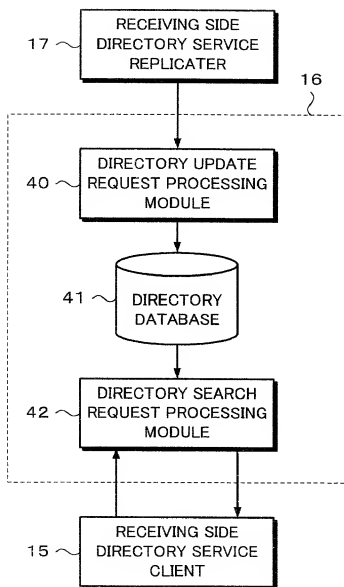 RECEIVING SIDE
DIRECTORY SERVICE
REPLICATER
17
16
DIRECTORY UPDATE
REQUEST PROCESSING
MODULE
40
41
DIRECTORY
DATABASE
DIRECTORY SEARCH
REQUEST PROCESSING
MODULE
42
RECEIVING SIDE
DIRECTORY SERVICE
CLIENT
15